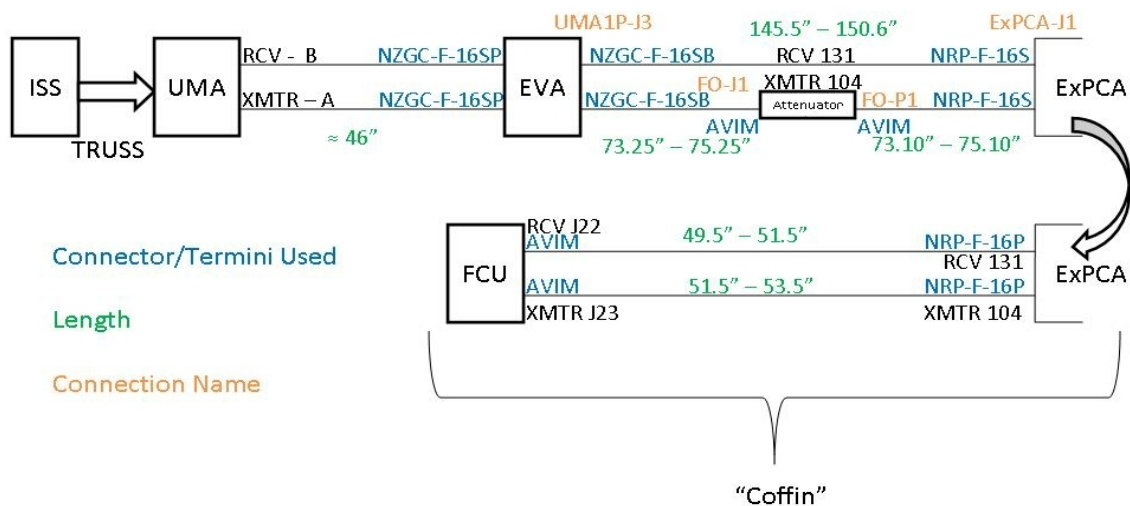 UMA1P-J3
145.5” – 150.6”
ExPCA-J1
RCV - B
NZGC-F-16SP
NZGC-F-16SB
RCV 131
NRP-F-16S
ISS
UMA
EVA
FO-J1
XMTR 104
ExPCA
XMTR – A
NZGC-F-16SP
NZGC-F-16SB
Attenuator
FO-P1
NRP-F-16S
TRUSS
≈ 46”
AVIM
AVIM
73.25” – 75.25”
73.10” – 75.10”
RCV J22
AVIM
49.5” – 51.5”
NRP-F-16P
Connector/Termini Used
FCU
RCV 131
ExPCA
AVIM
51.5” – 53.5”
NRP-F-16P
Length
XMTR J23
XMTR 104
Connection Name
“Coffin”